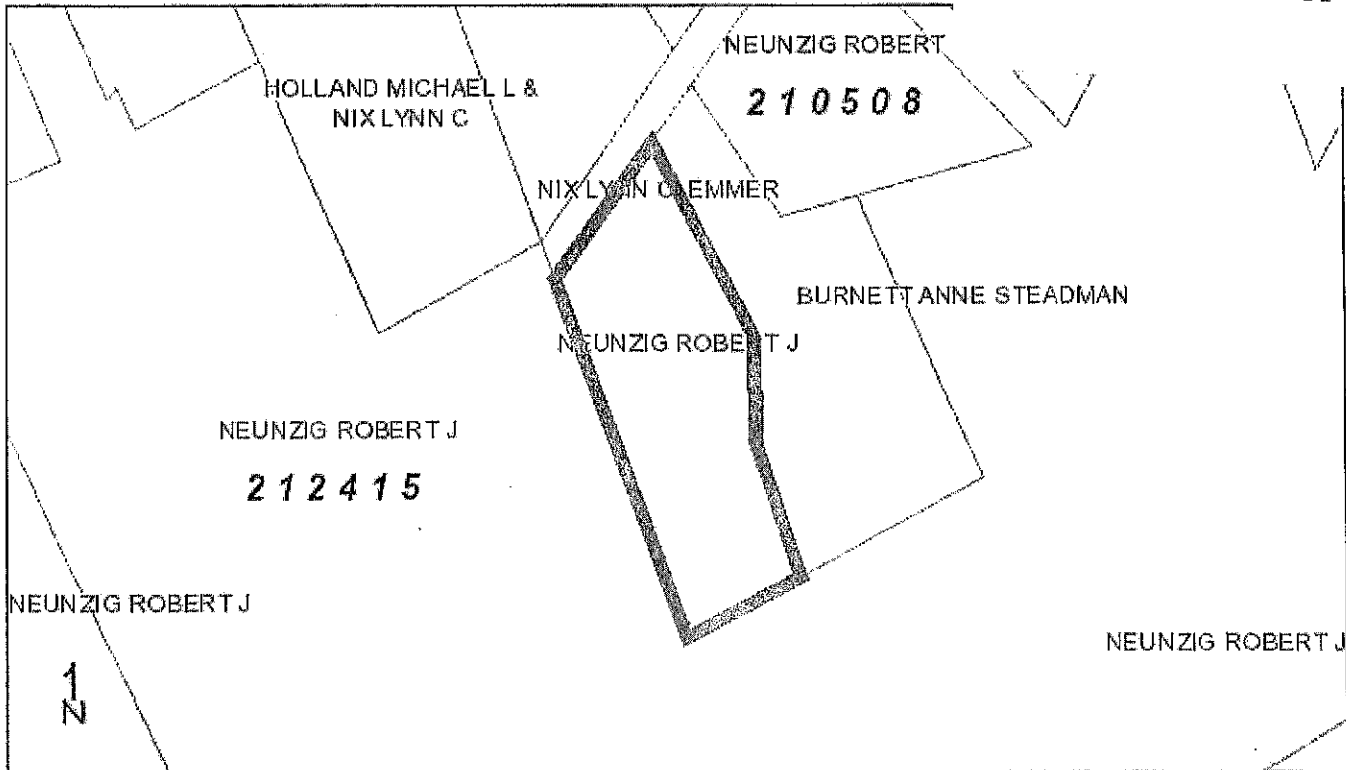 NEUNZIG ROBERT
210508
HOLLAND MICHAEL L &
NIX LYNN C
NIX LYNN CLEMMER
BURNETT ANNE STEADMAN
NEUNZIG ROBERT J
NEUNZIG ROBERT J
212415
NEUNZIG ROBERT J
NEUNZIG ROBERT J
N